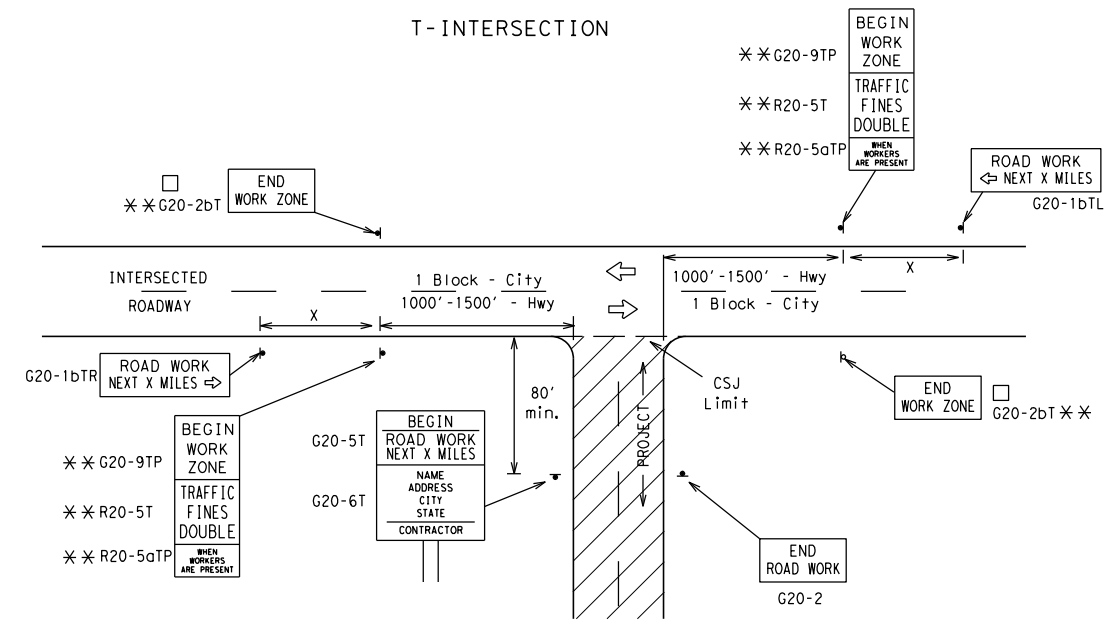 T-INTERSECTION
BEGIN
WORK
ZONE
TRAFFIC
FINES
DOUBLE
WHEN
WORKERS
ARE PRESENT
** G20-9TP
** R20-5T
** R20-5aTP
ROAD WORK
⇦ NEXT X MILES
G20-1bTL
END
WORK ZONE
□
** G20-2bT
INTERSECTED
ROADWAY
1 Block - City
1000'-1500' - Hwy
X
⇦
⇨
1000'-1500' - Hwy
1 Block - City
X
G20-1bTR
ROAD WORK
NEXT X MILES ⇨
80'
min.
PROJECT
CSJ
Limit
END
WORK ZONE
□
G20-2bT **
BEGIN
WORK
ZONE
TRAFFIC
FINES
DOUBLE
WHEN
WORKERS
ARE PRESENT
** G20-9TP
** R20-5T
** R20-5aTP
G20-5T
G20-6T
BEGIN
ROAD WORK
NEXT X MILES
NAME
ADDRESS
CITY
STATE
CONTRACTOR
END
ROAD WORK
G20-2